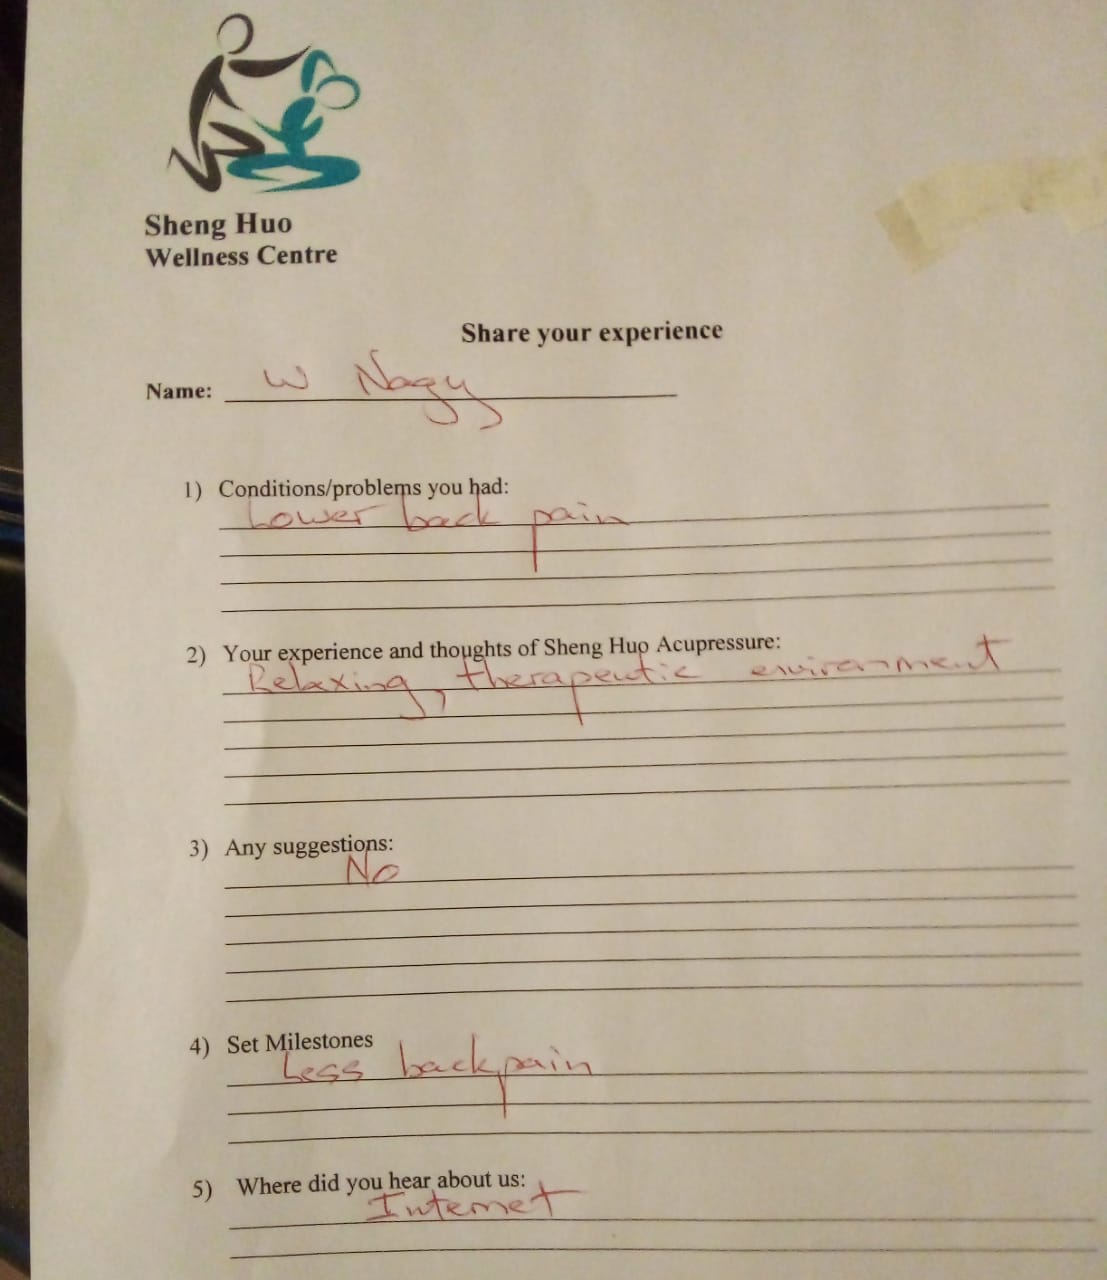 Sheng Huo
Wellness Centre
Share your experience
Name: W Nagy
1) Conditions/problems you had:
Lower back pain
2) Your experience and thoughts of Sheng Huo Acupressure:
Relaxing, therapeutic environment
3) Any suggestions:
No
4) Set Milestones
Less back pain
5) Where did you hear about us:
Internet